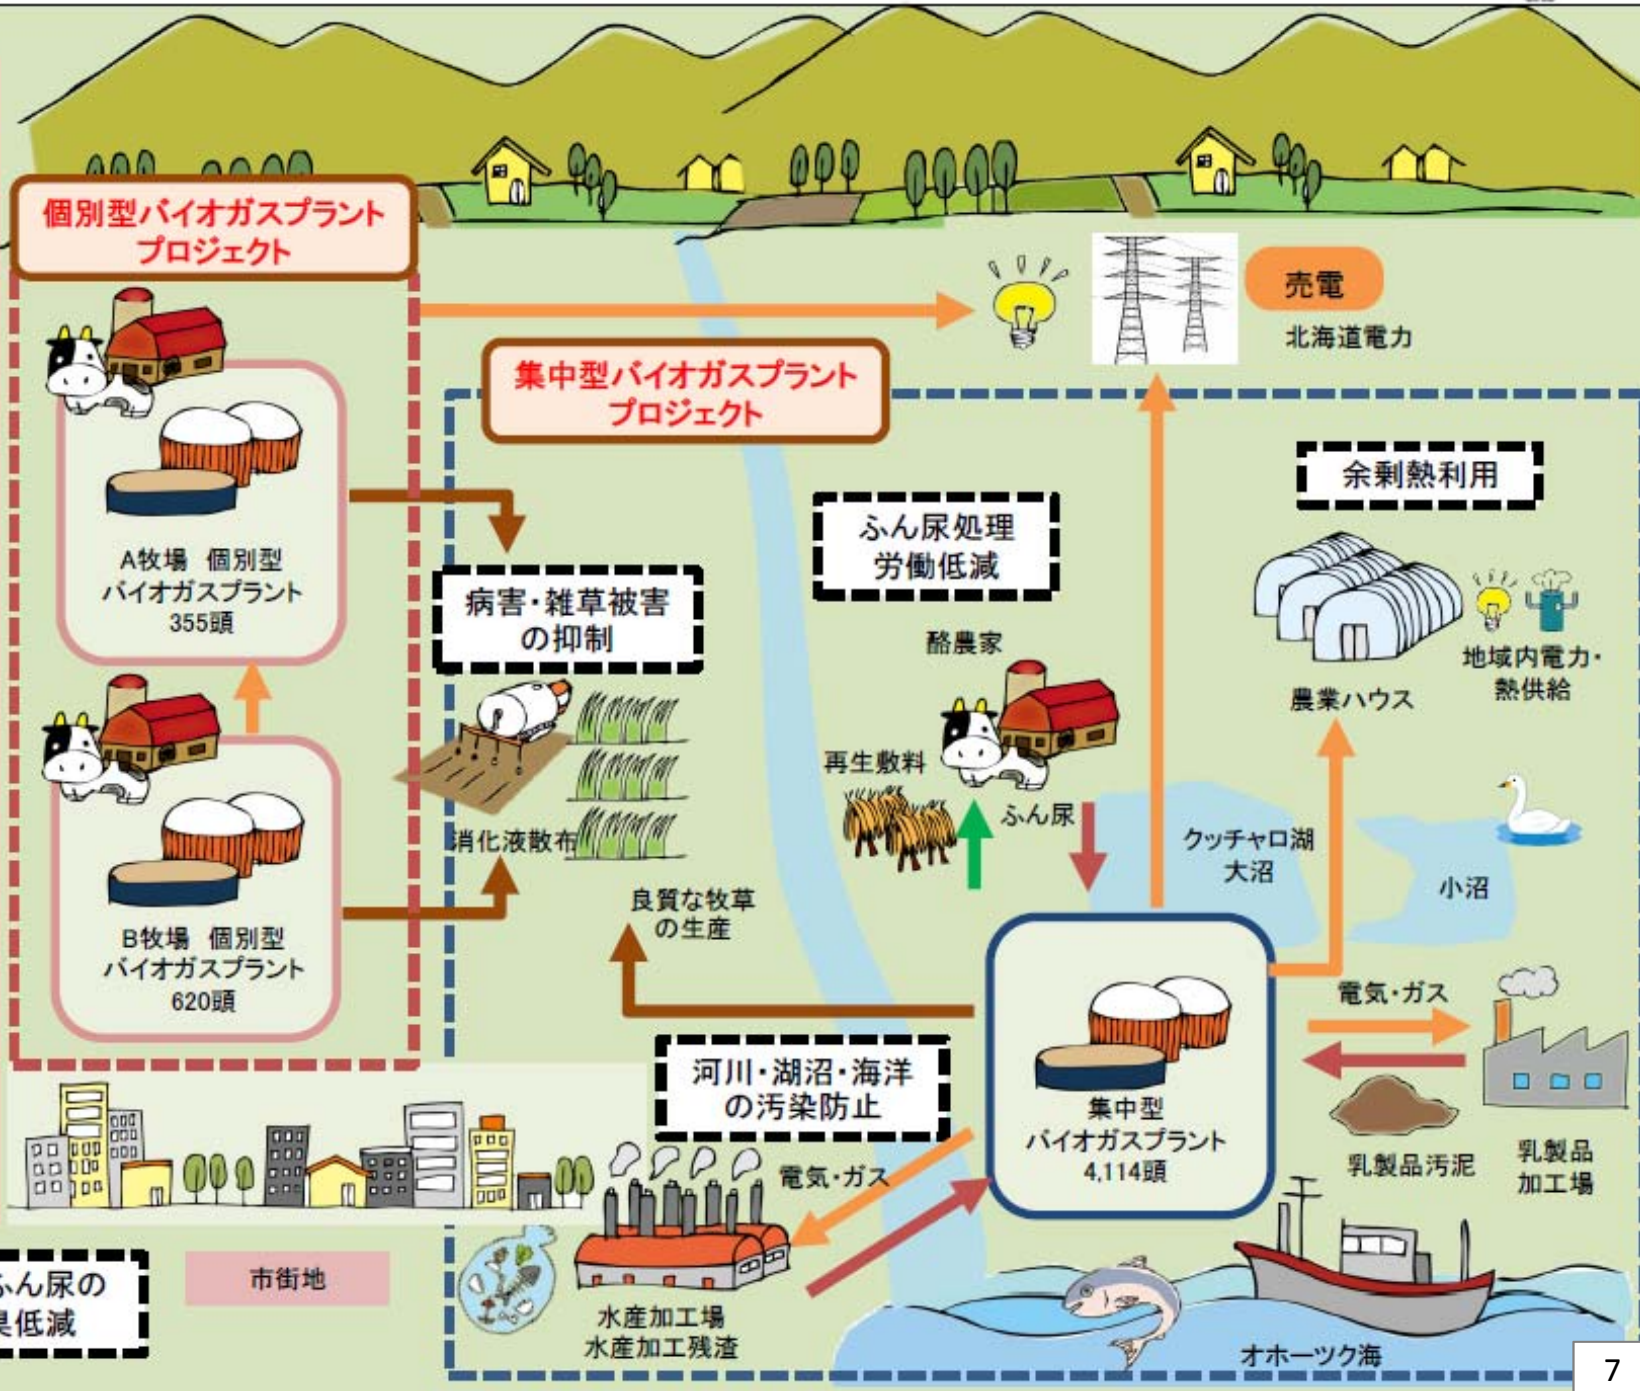 個別型バイオガスプラント
プロジェクト
売電
北海道電力
集中型バイオガスプラント
プロジェクト
余剰熱利用
ふん尿処理
労働低減
A牧場 個別型
バイオガスプラント
355頭
病害・雑草被害
の抑制
酪農家
地域内電力・
熱供給
農業ハウス
再生敷料
ふん尿
消化液散布
クッチャロ湖
大沼
小沼
良質な牧草
の生産
B牧場 個別型
バイオガスプラント
620頭
電気・ガス
河川・湖沼・海洋
の汚染防止
集中型
バイオガスプラント
4,114頭
乳製品汚泥
乳製品
加工場
電気・ガス
ふん尿の
臭低減
市街地
水産加工場
水産加工残渣
オホーツク海
7